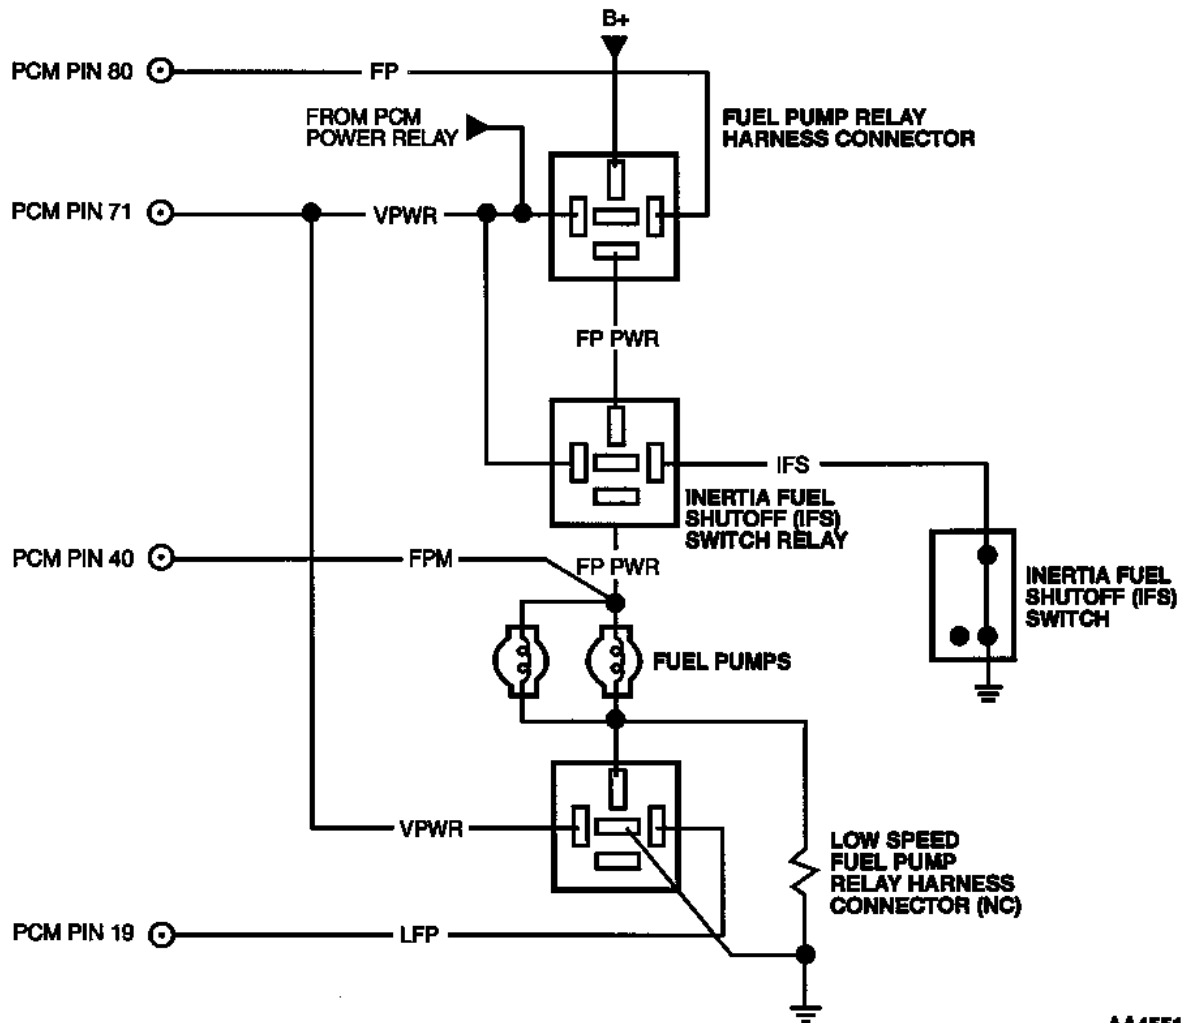 B+
PCM PIN 80
FP
FROM PCM
POWER RELAY
FUEL PUMP RELAY
HARNESS CONNECTOR
PCM PIN 71
VPWR
FP PWR
IFS
INERTIA FUEL
SHUTOFF (IFS)
SWITCH RELAY
PCM PIN 40
FPM
FP PWR
INERTIA FUEL
SHUTOFF (IFS)
SWITCH
FUEL PUMPS
VPWR
LOW SPEED
FUEL PUMP
RELAY HARNESS
CONNECTOR (NC)
PCM PIN 19
LFP